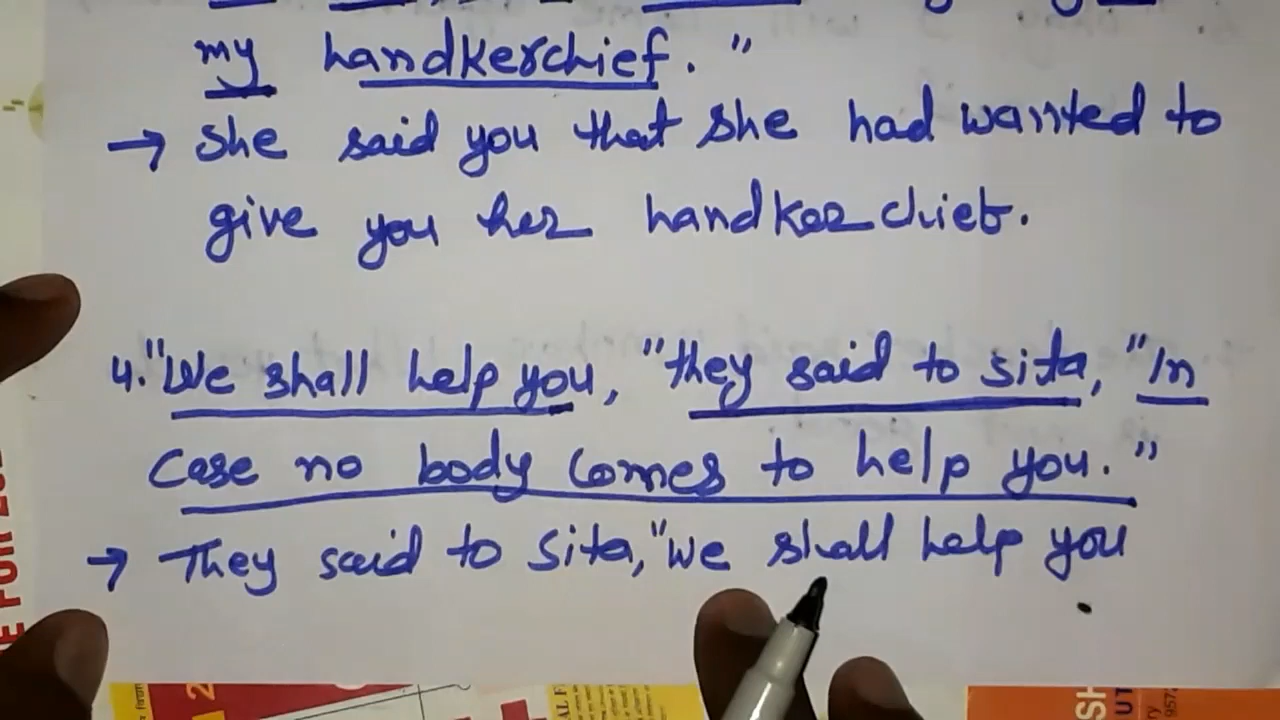 my handkerchief."
→ She said you that she had wanted to
give you her handkerchief.
4. "We shall help you, "they said to sita, "In
case no body comes to help you."
→ They said to Sita, "we shall help you